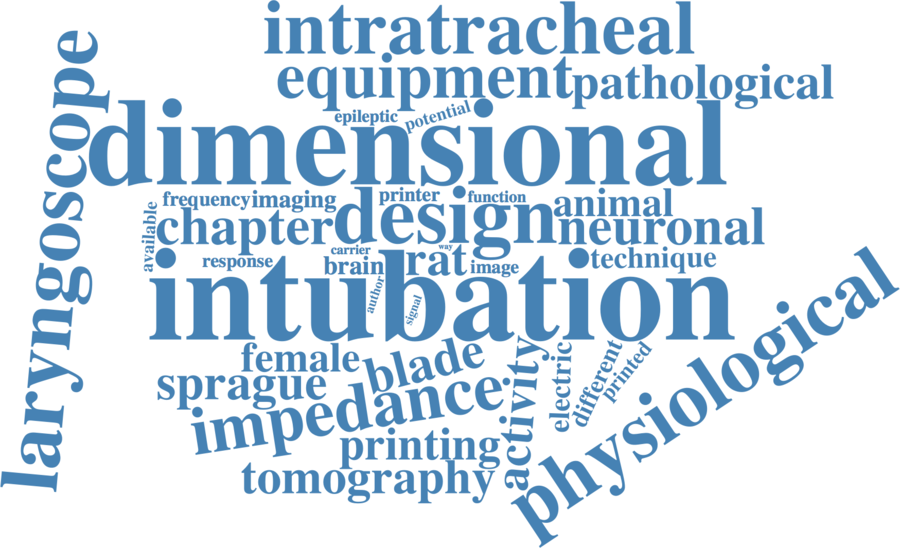 intratracheal
equipment pathological
laryngoscope
epileptic potential
dimensional
frequency imaging printer function animal
available chapter design neuronal
response carrier way
brain rat image technique
author signal
intubation
physiological
female blade activity electric different printed
sprague
impedance
printing
tomography